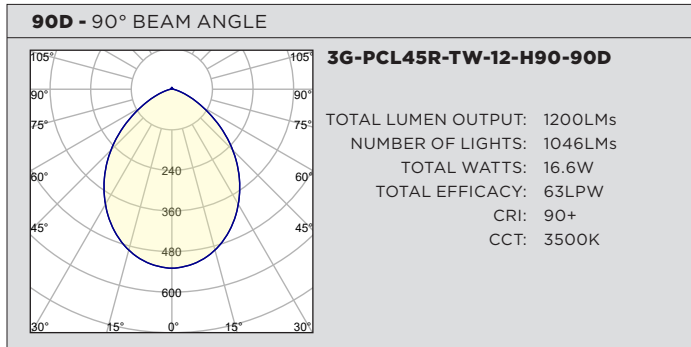 90D - 90° BEAM ANGLE
3G-PCL45R-TW-12-H90-90D
TOTAL LUMEN OUTPUT: 1200LMs
NUMBER OF LIGHTS: 1046LMs
TOTAL WATTS: 16.6W
TOTAL EFFICACY: 63LPW
CRI: 90+
CCT: 3500K
105° 105°
90° 90°
75° 75°
240
60° 60°
360
45° 45°
480
600
30° 15° 0° 15° 30°